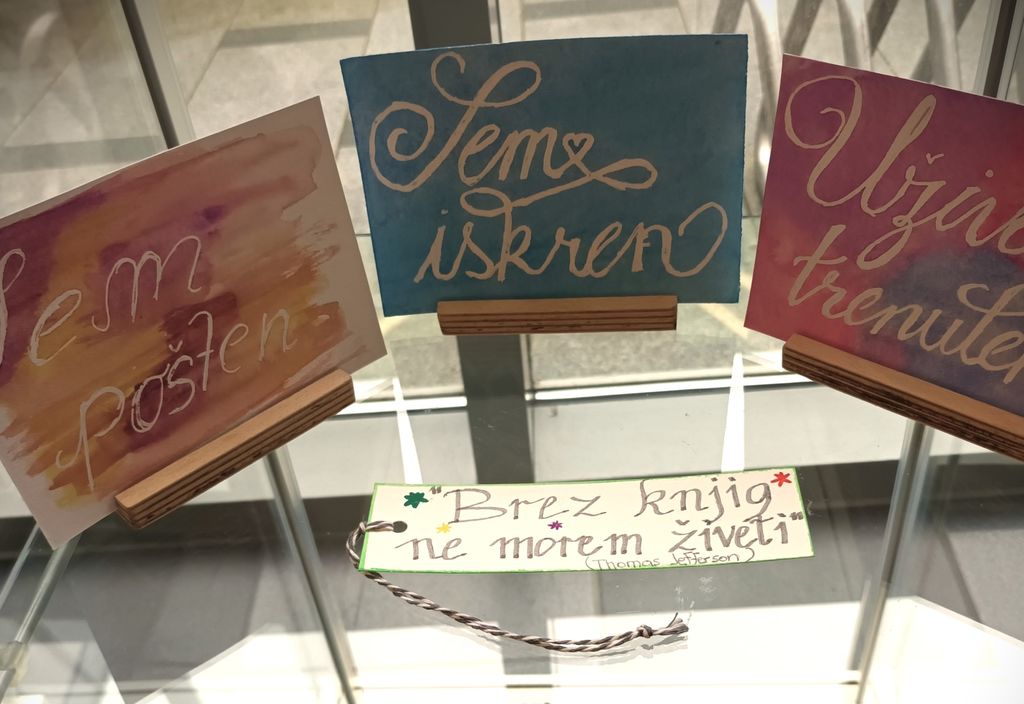 Sem
pošten
Sem
iskren
"Brez knjig
ne morem živeti"
(Thomas Jefferson)